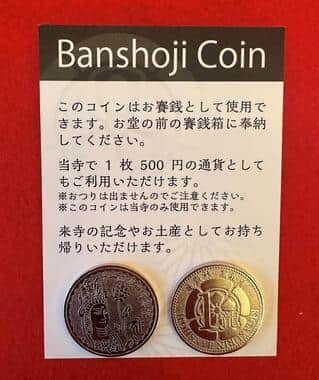 Banshoji Coin
このコインはお賽銭として使用で
きます。お堂の前の賽銭箱に奉納
してください。
当寺で 1 枚 500 円の通貨として
もご利用いただけます。
※おつりは出ませんのでご注意ください。
※このコインは当寺のみ使用できます。
来寺の記念やお土産としてお持ち
帰りいただけます。